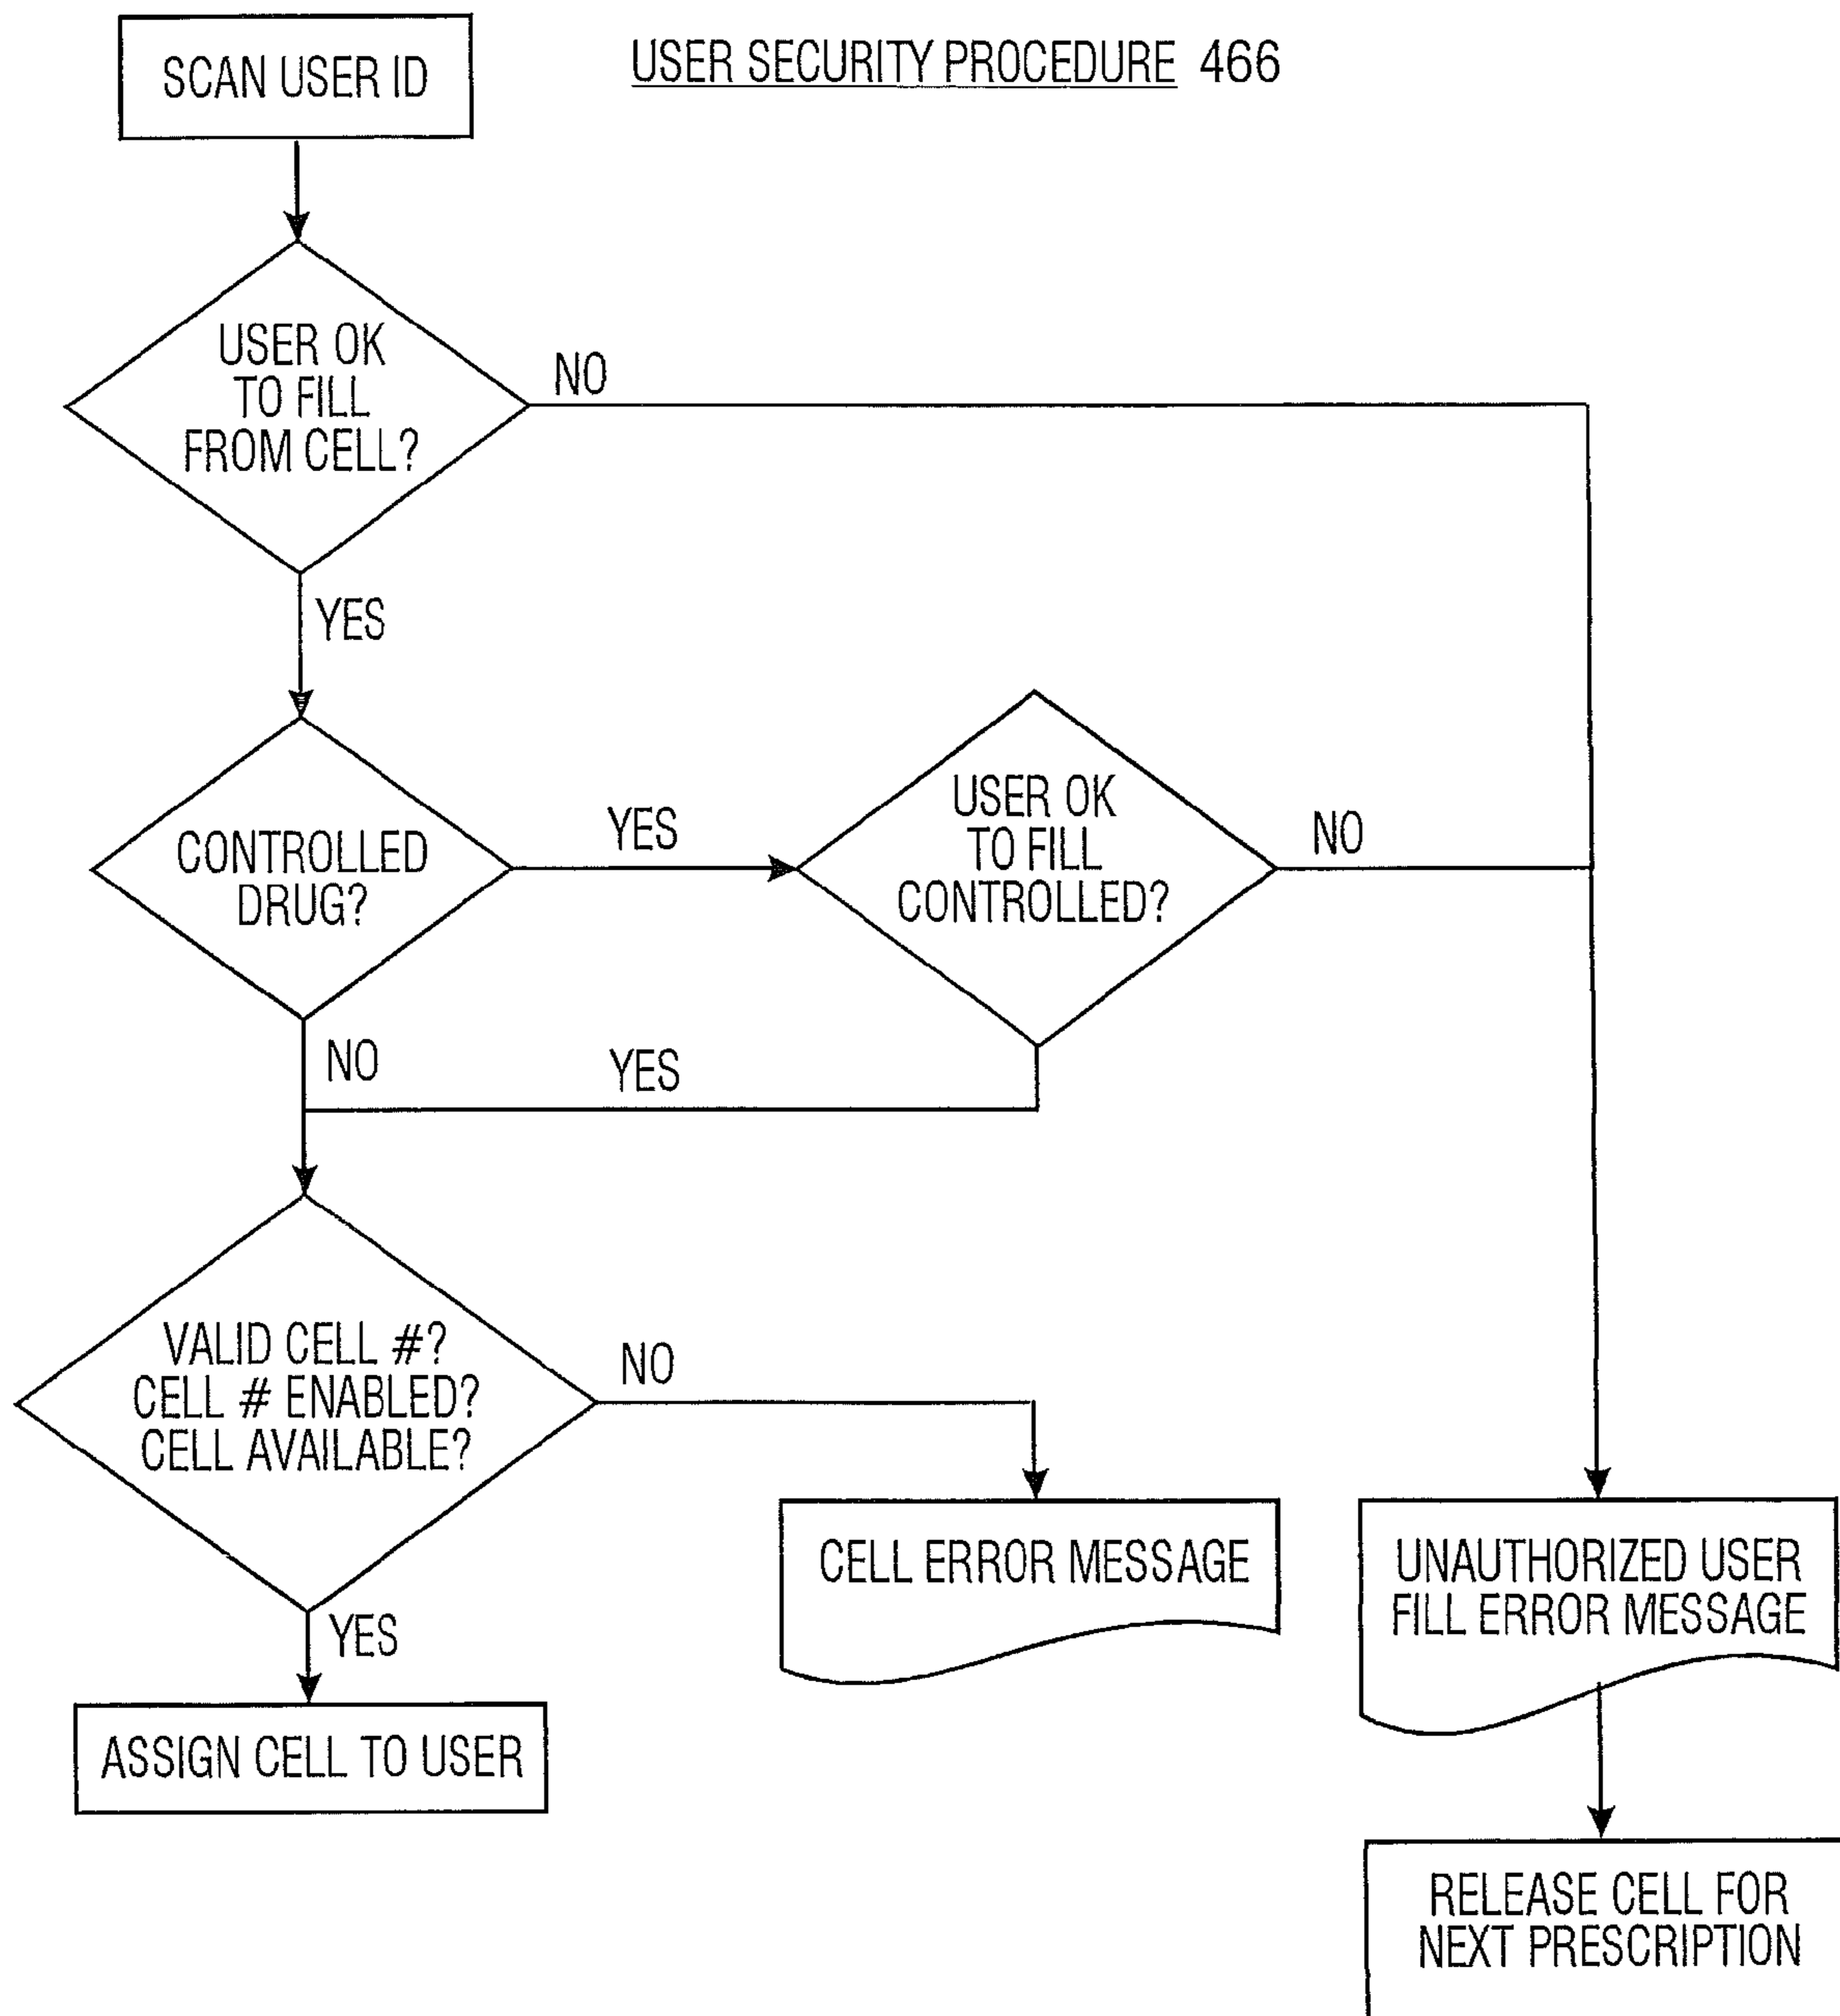 USER SECURITY PROCEDURE 466
SCAN USER ID
USER OK
TO FILL
FROM CELL?
NO
YES
CONTROLLED
DRUG?
YES
USER OK
TO FILL
CONTROLLED?
NO
NO
YES
VALID CELL #?
CELL # ENABLED?
CELL AVAILABLE?
NO
YES
CELL ERROR MESSAGE
UNAUTHORIZED USER
FILL ERROR MESSAGE
ASSIGN CELL TO USER
RELEASE CELL FOR
NEXT PRESCRIPTION